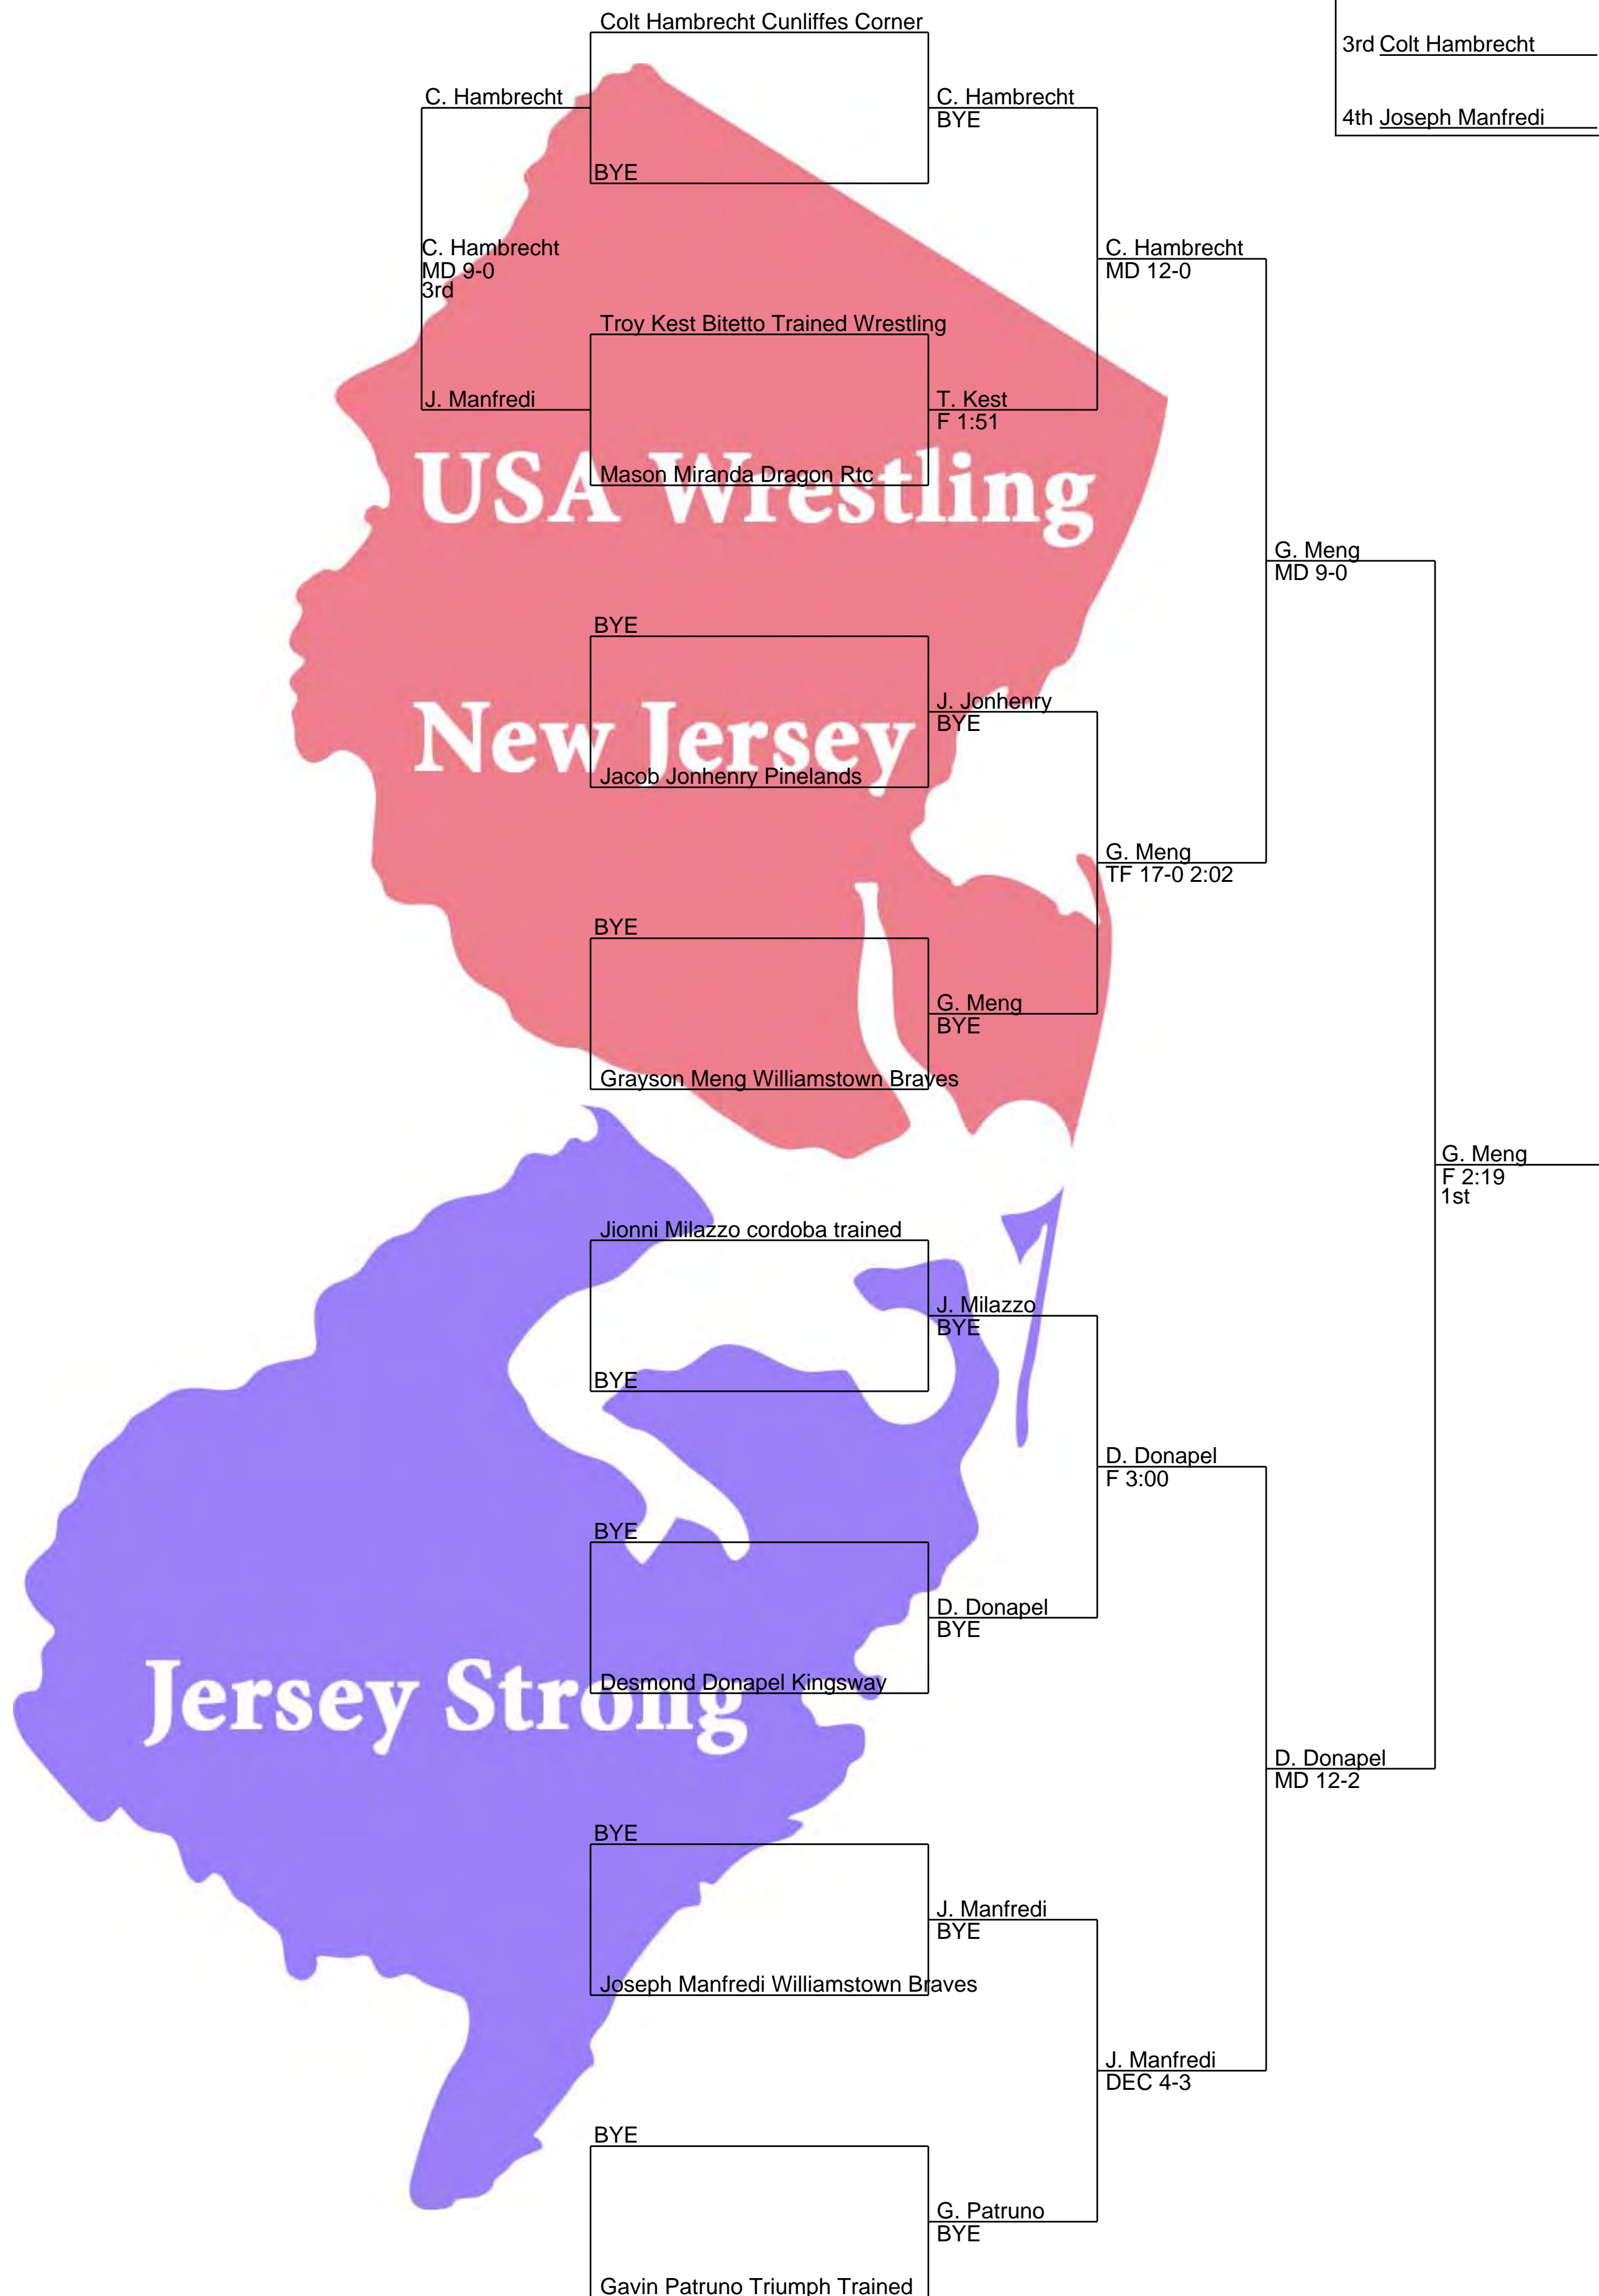 Colt Hambrecht Cunliffes Corner
3rd Colt Hambrecht
C. Hambrecht
C. Hambrecht
BYE
4th Joseph Manfredi
BYE
C. Hambrecht
MD 9-0
3rd
C. Hambrecht
MD 12-0
Troy Kest Bitetto Trained Wrestling
J. Manfredi
T. Kest
F 1:51
USA Wrestling
Mason Miranda Dragon Rtc
G. Meng
MD 9-0
BYE
J. Jonhenry
BYE
New Jersey
Jacob Jonhenry Pinelands
G. Meng
TF 17-0 2:02
BYE
G. Meng
BYE
Grayson Meng Williamstown Braves
G. Meng
F 2:19
1st
Jionni Milazzo cordoba trained
J. Milazzo
BYE
BYE
D. Donapel
F 3:00
BYE
D. Donapel
BYE
Desmond Donapel Kingsway
Jersey Strong
D. Donapel
MD 12-2
BYE
J. Manfredi
BYE
Joseph Manfredi Williamstown Braves
J. Manfredi
DEC 4-3
BYE
G. Patruno
BYE
Gavin Patruno Triumph Trained